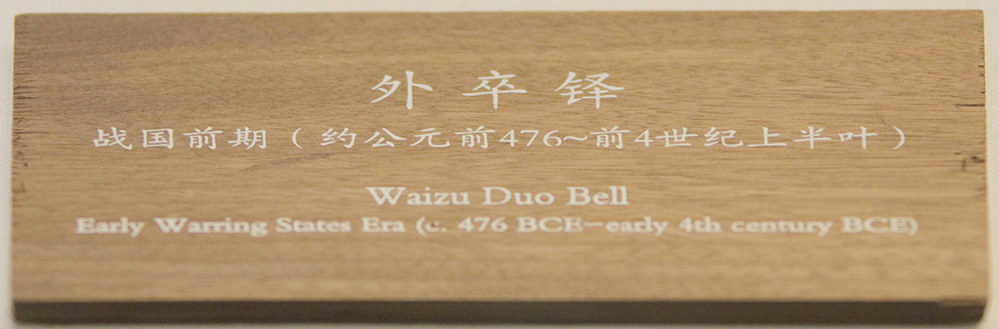 外卒铎
战国前期（约公元前476~前4世纪上半叶）
Waizu Duo Bell
Early Warring States Era (c. 476 BCE-early 4th century BCE)